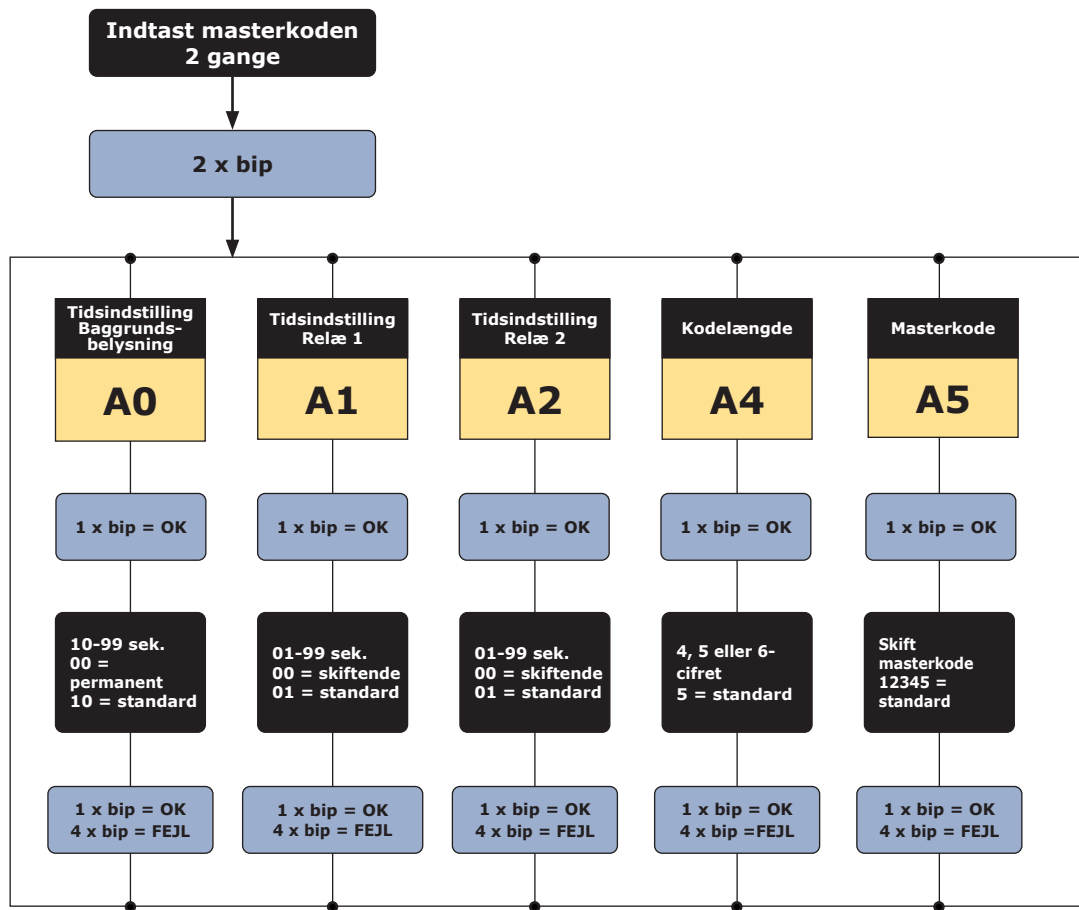 Indtast masterkoden
2 gange
2 x bip
Tidsindstilling
Baggrunds-
belysning
A0
1 x bip = OK
10-99 sek.
00 =
permanent
10 = standard
1 x bip = OK
4 x bip = FEJL
Tidsindstilling
Relæ 1
A1
1 x bip = OK
01-99 sek.
00 = skiftende
01 = standard
1 x bip = OK
4 x bip = FEJL
Tidsindstilling
Relæ 2
A2
1 x bip = OK
01-99 sek.
00 = skiftende
01 = standard
1 x bip = OK
4 x bip = FEJL
Kodelængde
A4
1 x bip = OK
4, 5 eller 6-
cifret
5 = standard
1 x bip = OK
4 x bip =FEJL
Masterkode
A5
1 x bip = OK
Skift
masterkode
12345 =
standard
1 x bip = OK
4 x bip = FEJL